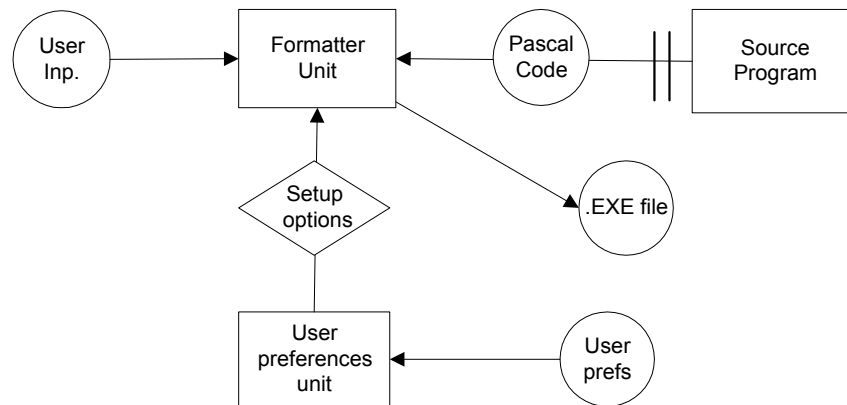 User
Inp.
Formatter
Unit
Pascal
Code
Source
Program
Setup
options
.EXE file
User
preferences
unit
User
prefs